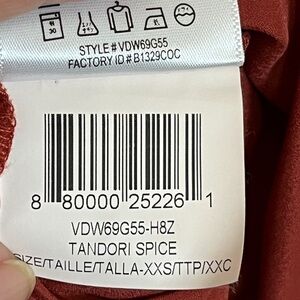 30
STYLE# VDW69G55
FACTORY ID# B1329COC
8 80000 25226 1
VDW69G55-H8Z
TANDORI SPICE
SIZE/TAILLE/TALLA-XXS/TTP/XXC